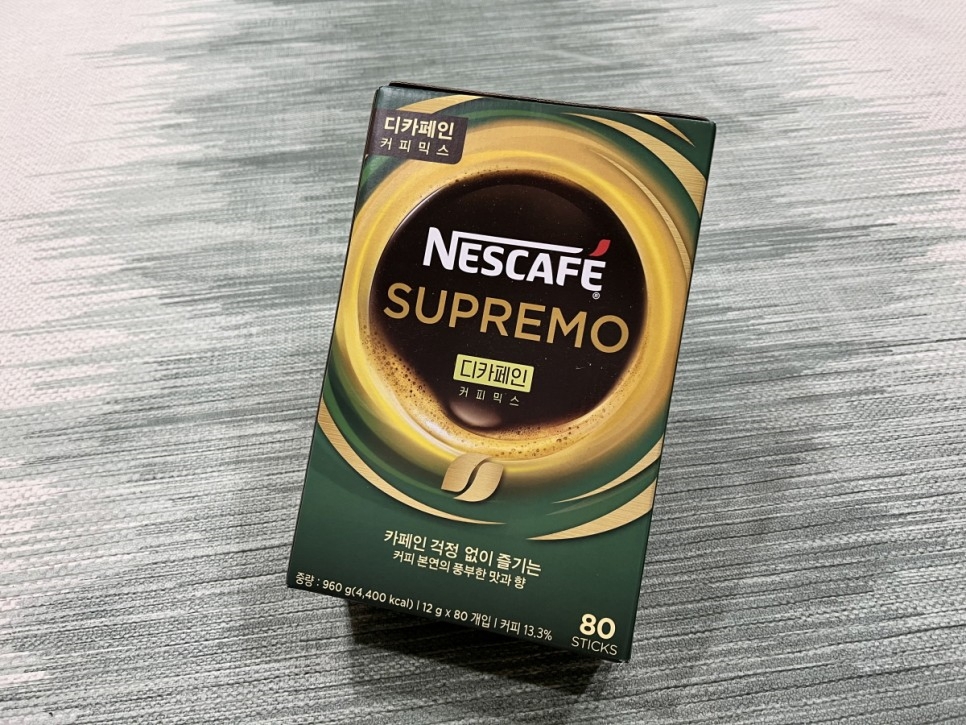 디카페인
커피믹스
NESCAFÉ®
SUPREMO
디카페인
커피믹스
카페인 걱정 없이 즐기는
커피 본연의 풍부한 맛과 향
중량 : 960 g(4,400 kcal) | 12 g x 80 개입 | 커피 13.3%
80
STICKS